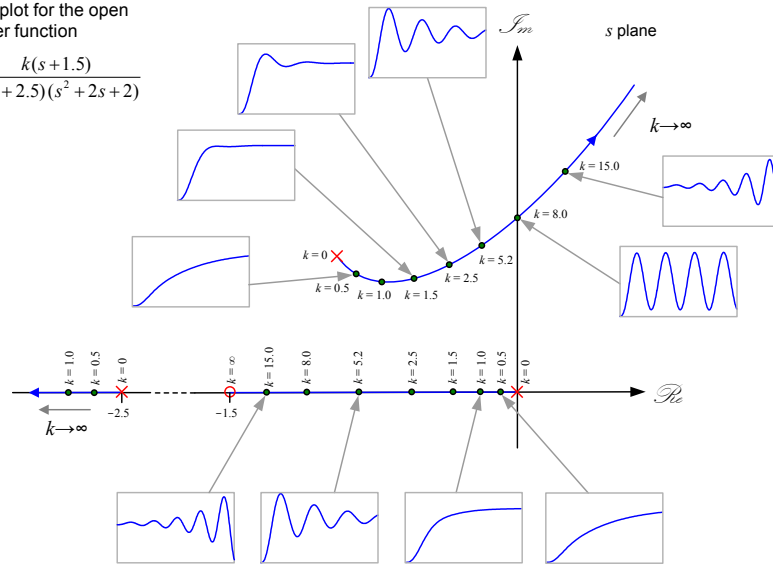 plot for the open
er function
k(s+1.5)
+2.5)(s²+2s+2)
ℐm
s plane
k→∞
k = 15.0
k = 8.0
k = 5.2
k = 2.5
k = 1.5
k = 1.0
k = 0.5
k = 0
k = 1.0
k = 0.5
k = 0
k = ∞
k = 15.0
k = 8.0
k = 5.2
k = 2.5
k = 1.5
k = 1.0
k = 0.5
k = 0
ℛe
−2.5
−1.5
k→∞